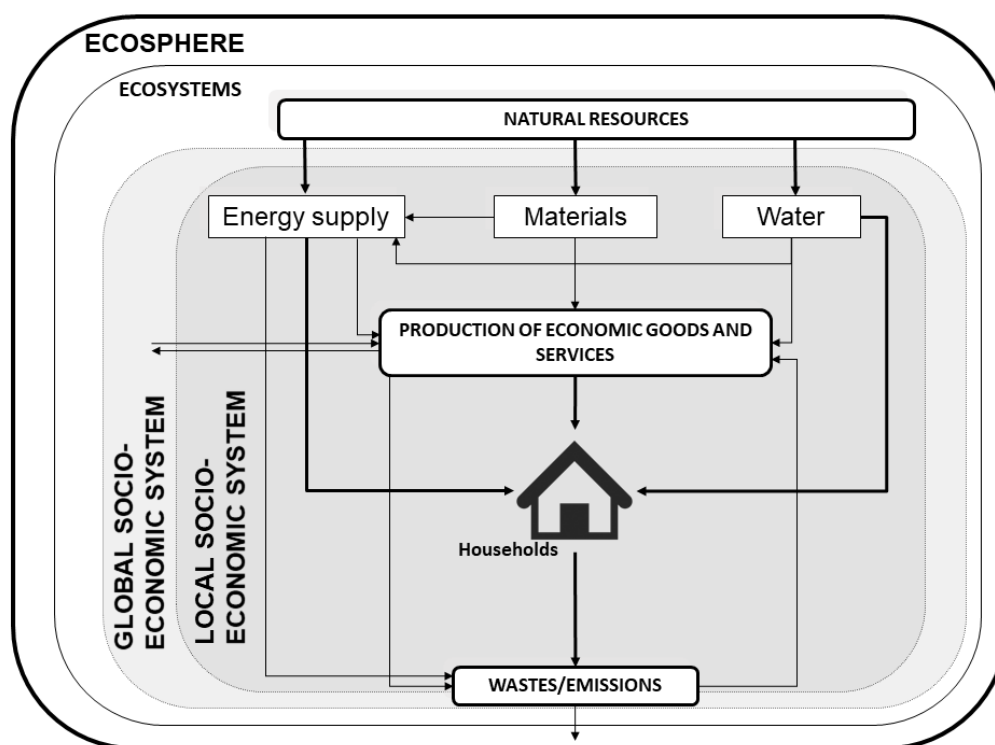 ECOSPHERE
ECOSYSTEMS
NATURAL RESOURCES
Energy supply
Materials
Water
PRODUCTION OF ECONOMIC GOODS AND
SERVICES
GLOBAL SOCIO-
ECONOMIC SYSTEM
LOCAL SOCIO-
ECONOMIC SYSTEM
Households
WASTES/EMISSIONS